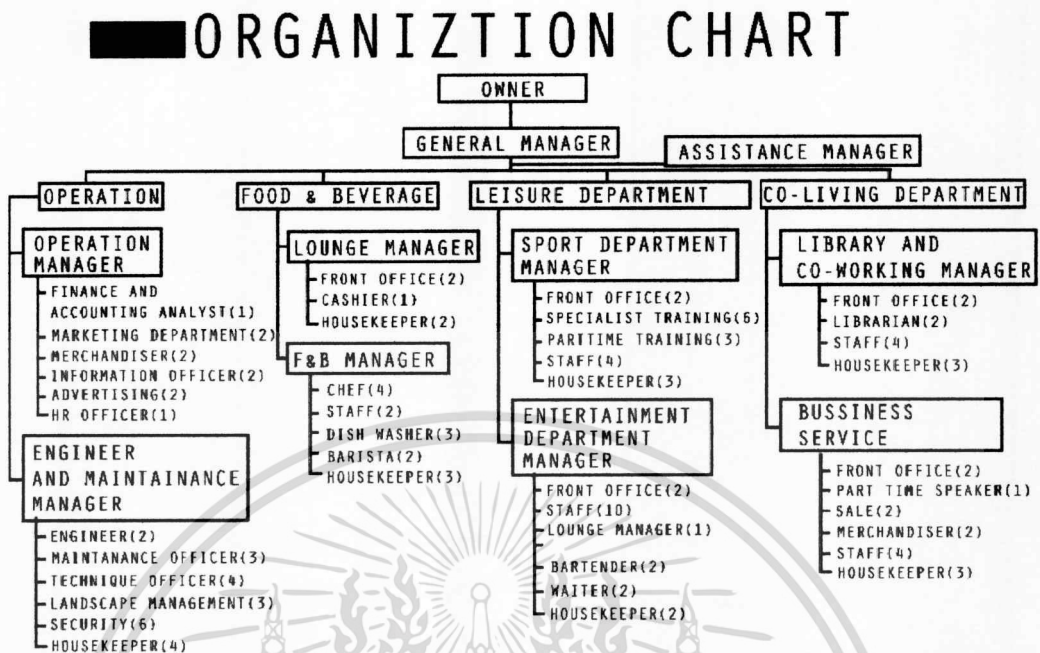 ORGANIZTION CHART
OWNER
GENERAL MANAGER
ASSISTANCE MANAGER
OPERATION
OPERATION
MANAGER
FINANCE AND
ACCOUNTING ANALYST(1)
MARKETING DEPARTMENT(2)
MERCHANDISER(2)
INFORMATION OFFICER(2)
ADVERTISING(2)
HR OFFICER(1)
ENGINEER
AND MAINTAINANCE
MANAGER
ENGINEER(2)
MAINTANANCE OFFICER(3)
TECHNIQUE OFFICER(4)
LANDSCAPE MANAGEMENT(3)
SECURITY(6)
HOUSEKEEPER(4)
FOOD & BEVERAGE
LOUNGE MANAGER
FRONT OFFICE(2)
CASHIER(1)
HOUSEKEEPER(2)
F&B MANAGER
CHEF(4)
STAFF(2)
DISH WASHER(3)
BARISTA(2)
HOUSEKEEPER(3)
LEISURE DEPARTMENT
SPORT DEPARTMENT
MANAGER
FRONT OFFICE(2)
SPECIALIST TRAINING(6)
PARTTIME TRAINING(3)
STAFF(4)
HOUSEKEEPER(3)
ENTERTAINMENT
DEPARTMENT
MANAGER
FRONT OFFICE(2)
STAFF(10)
LOUNGE MANAGER(1)
BARTENDER(2)
WAITER(2)
HOUSEKEEPER(2)
CO-LIVING DEPARTMENT
LIBRARY AND
CO-WORKING MANAGER
FRONT OFFICE(2)
LIBRARIAN(2)
STAFF(4)
HOUSEKEEPER(3)
BUSSINESS
SERVICE
FRONT OFFICE(2)
PART TIME SPEAKER(1)
SALE(2)
MERCHANDISER(2)
STAFF(4)
HOUSEKEEPER(3)